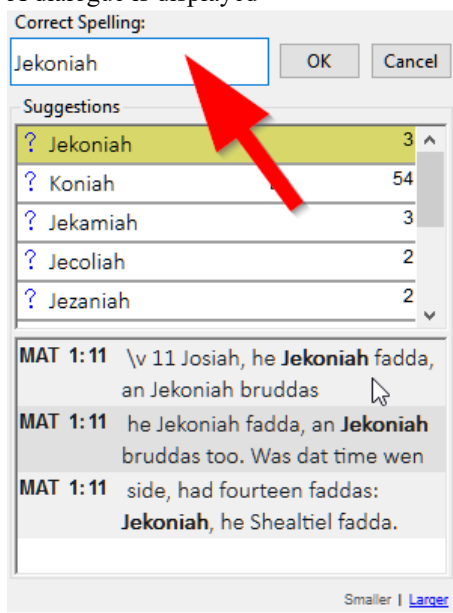 Correct Spelling:
Jekoniah OK Cancel
Suggestions
? Jekoniah 3
? Koniah 54
? Jekamiah 3
? Jecoliah 2
? Jezaniah 2
MAT 1:11 \v 11 Josiah, he Jekoniah fadda,
an Jekoniah bruddas
MAT 1:11 he Jekoniah fadda, an Jekoniah
bruddas too. Was dat time wen
MAT 1:11 side, had fourteen faddas:
Jekoniah, he Shealtiel fadda.
Smaller | Larger